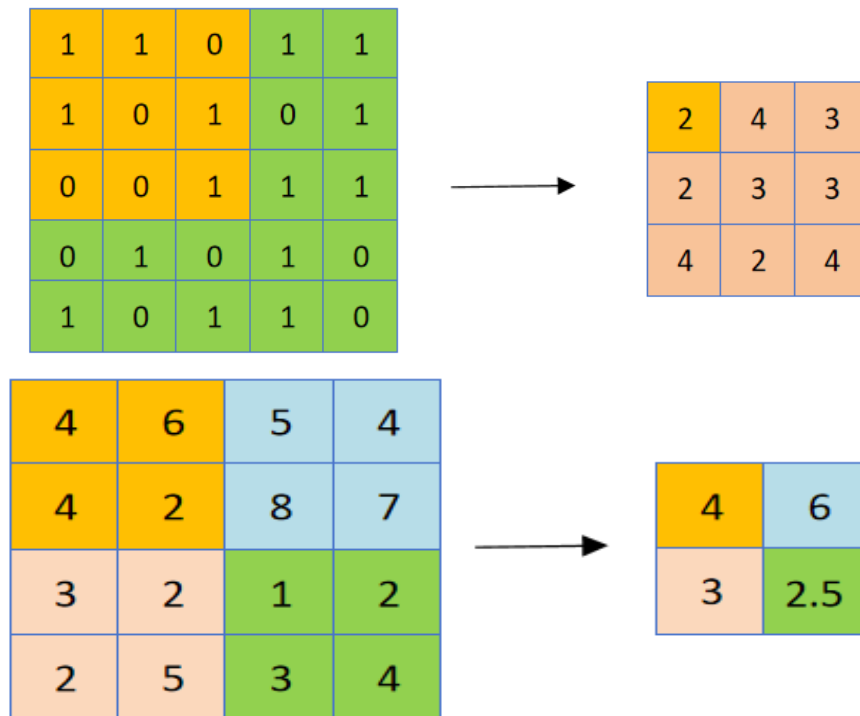 1 1 0 1 1
1 0 1 0 1
0 0 1 1 1
0 1 0 1 0
1 0 1 1 0
2 4 3
2 3 3
4 2 4
4 6 5 4
4 2 8 7
3 2 1 2
2 5 3 4
4 6
3 2.5